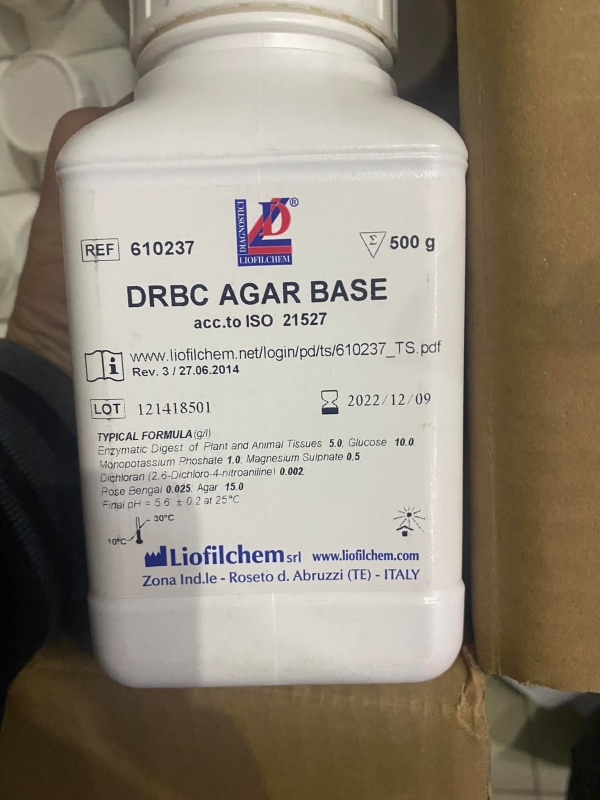 DIAGNOSTICI
LIOFILCHEM
®
REF 610237
Σ 500 g
DRBC AGAR BASE
acc.to ISO 21527
www.liofilchem.net/login/pd/ts/610237_TS.pdf
Rev. 3 / 27.06.2014
LOT 121418501
2022/12/09
TYPICAL FORMULA (g/l)
Enzymatic Digest of Plant and Animal Tissues 5.0; Glucose 10.0
Monopotassium Phoshate 1.0; Magnesium Sulphate 0.5
Dichloran (2,6-Dichloro-4-nitroaniline) 0.002;
Rose Bengal 0.025; Agar 15.0
Final pH = 5.6 ± 0.2 at 25°C
30°C
10°C
Liofilchem srl www.liofilchem.com
Zona Ind.le - Roseto d. Abruzzi (TE) - ITALY